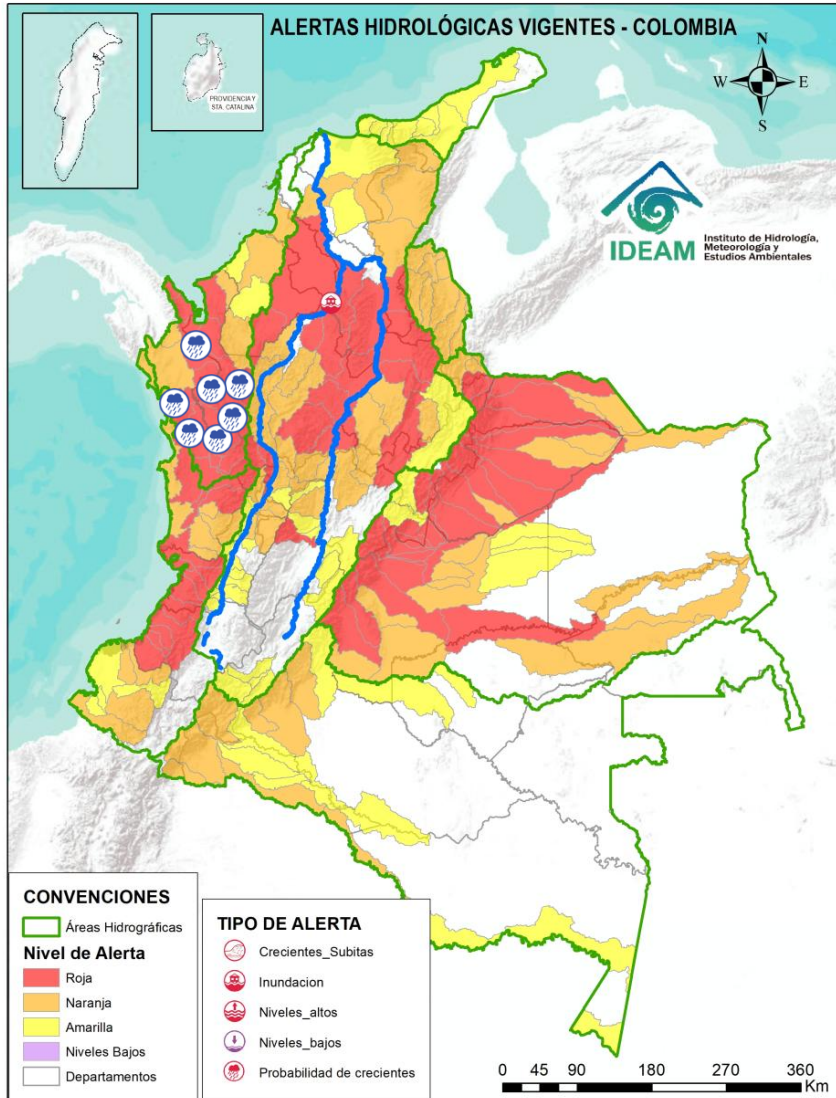 ALERTAS HIDROLÓGICAS VIGENTES - COLOMBIA
PROVIDENCIA Y
STA. CATALINA
N
W
E
S
IDEAM
Instituto de Hidrología,
Meteorología y
Estudios Ambientales
CONVENCIONES
Áreas Hidrográficas
Nivel de Alerta
Roja
Naranja
Amarilla
Niveles Bajos
Departamentos
TIPO DE ALERTA
Crecientes_Subitas
Inundacion
Niveles_altos
Niveles_bajos
Probabilidad de crecientes
0 45 90 180 270 360
Km